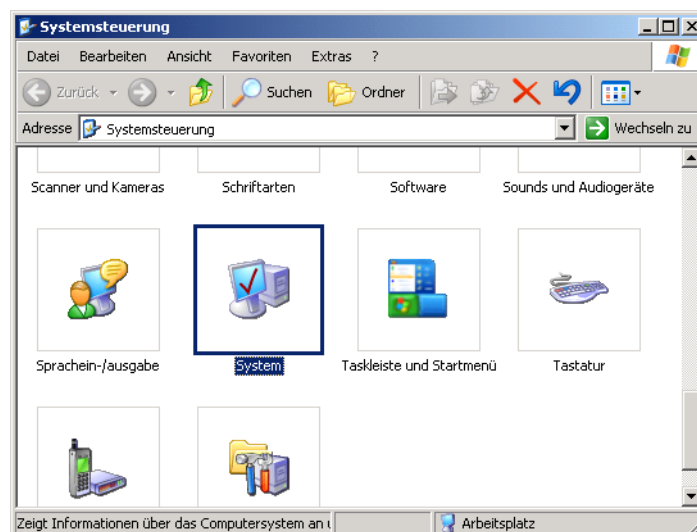 Systemsteuerung
Datei Bearbeiten Ansicht Favoriten Extras ?
Zurück Suchen Ordner
Adresse Systemsteuerung Wechseln zu
Scanner und Kameras Schriftarten Software Sounds und Audiogeräte
Sprachein-/ausgabe System Taskleiste und Startmenü Tastatur
Zeigt Informationen über das Computersystem an Arbeitsplatz